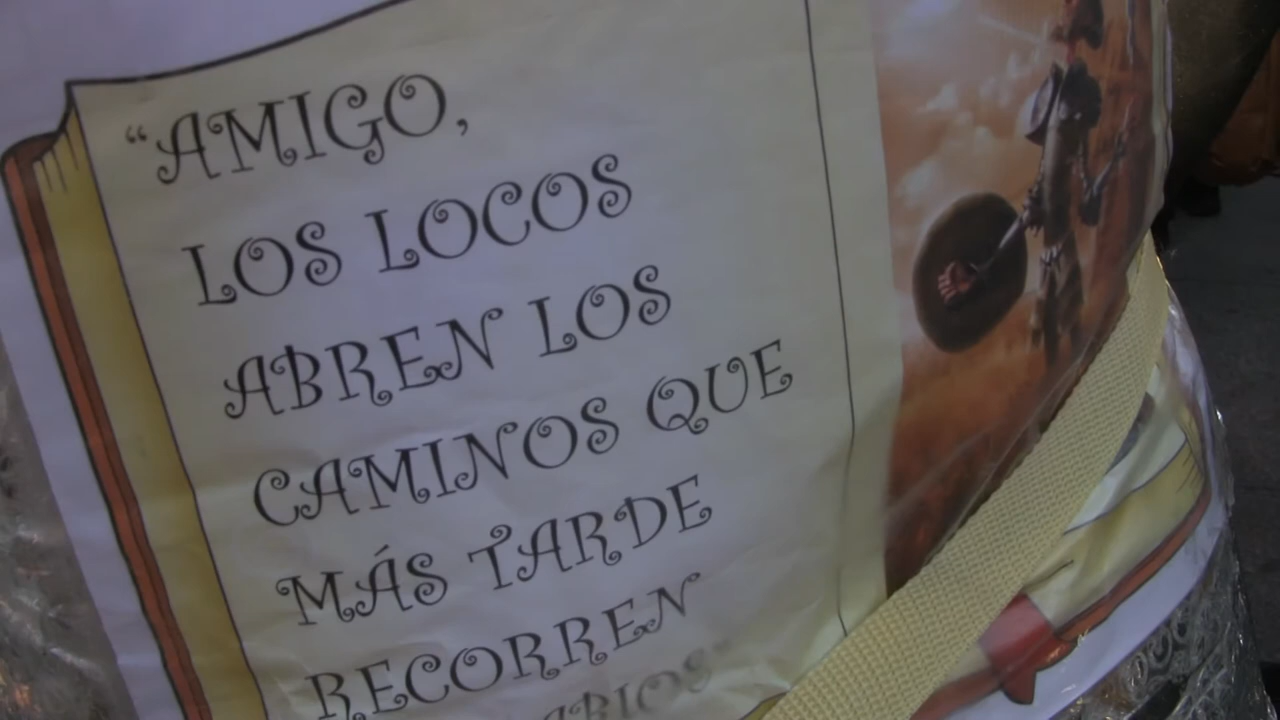 “AMIGO,
LOS LOCOS
ABREN LOS
CAMINOS QUE
MÁS TARDE
RECORREN